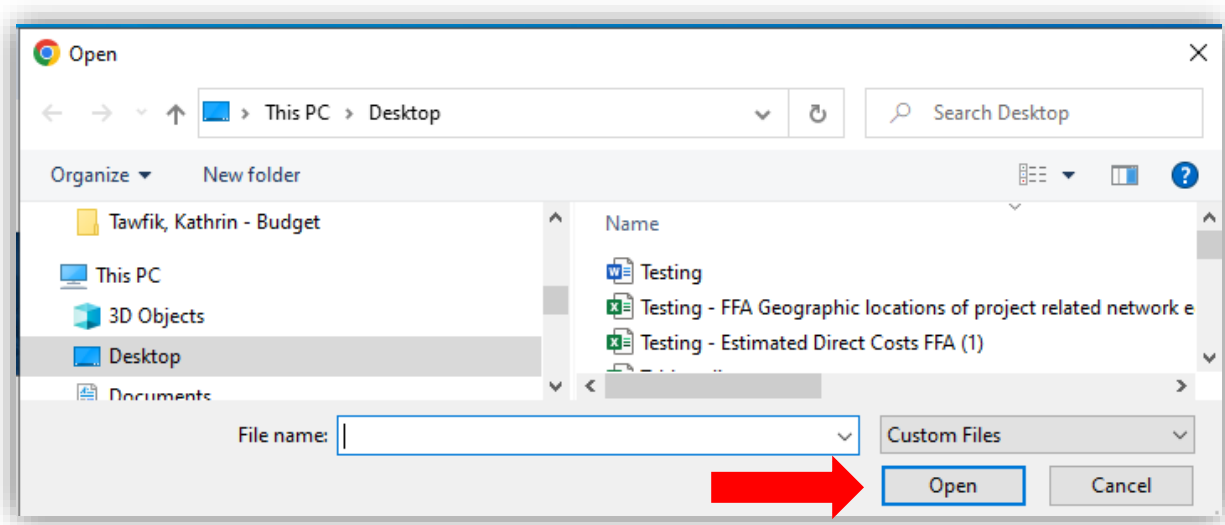 Open
This PC > Desktop
Search Desktop
Organize
New folder
Tawfik, Kathrin - Budget
This PC
3D Objects
Desktop
Documents
Name
Testing
Testing - FFA Geographic locations of project related network e
Testing - Estimated Direct Costs FFA (1)
File name:
Custom Files
Open
Cancel